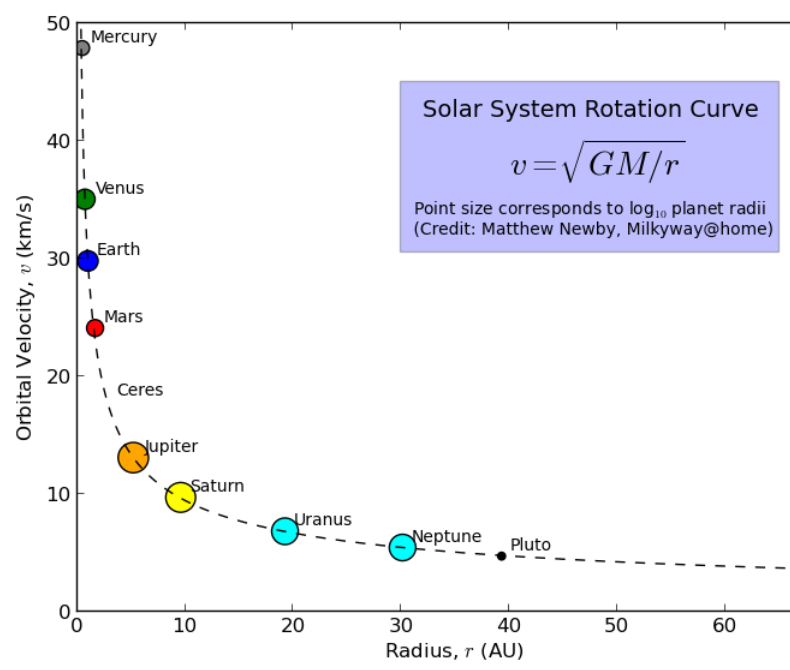 50
40
30
20
10
0
Orbital Velocity, v (km/s)
Mercury
Venus
Earth
Mars
Ceres
Jupiter
Saturn
Uranus
Neptune
Pluto
Solar System Rotation Curve
v = √GM/r
Point size corresponds to log₁₀ planet radii
(Credit: Matthew Newby, Milkyway@home)
0 10 20 30 40 50 60
Radius, r (AU)